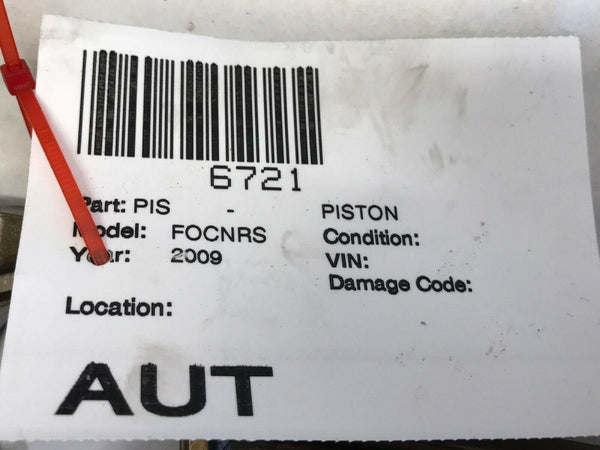 6721
Part: PIS - PISTON
Model: FOCNRS Condition:
Year: 2009 VIN:
Damage Code:
Location:
AUT